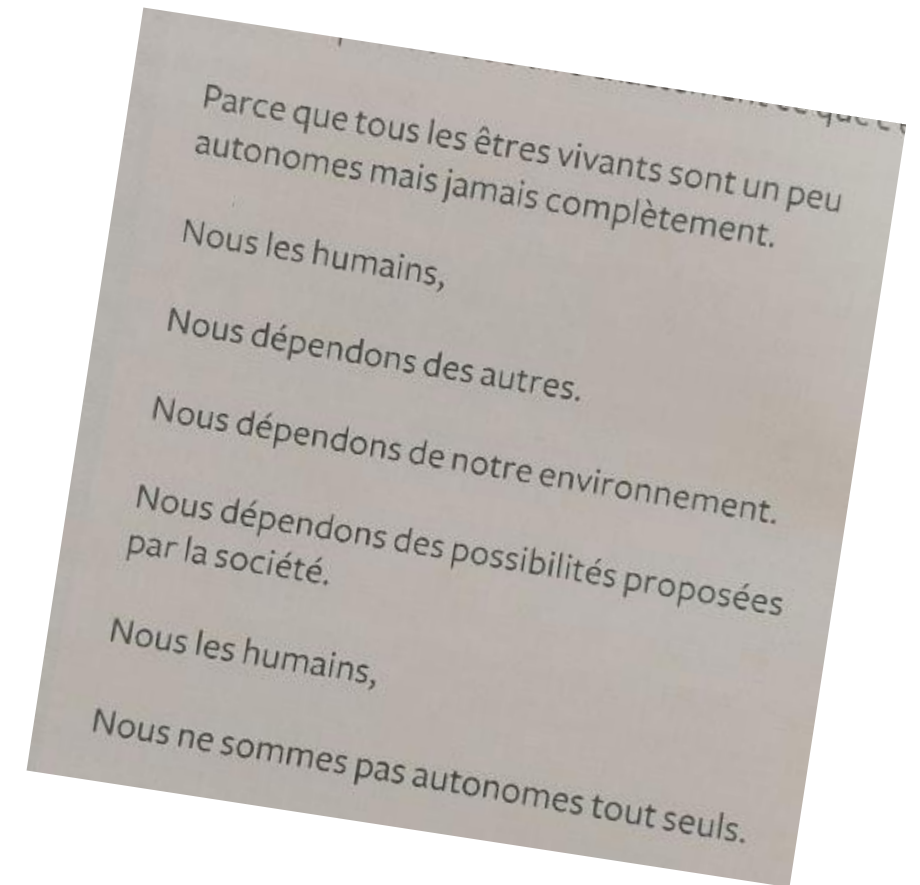 Parce que tous les êtres vivants sont un peu
autonomes mais jamais complètement.
Nous les humains,
Nous dépendons des autres.
Nous dépendons de notre environnement.
Nous dépendons des possibilités proposées
par la société.
Nous les humains,
Nous ne sommes pas autonomes tout seuls.